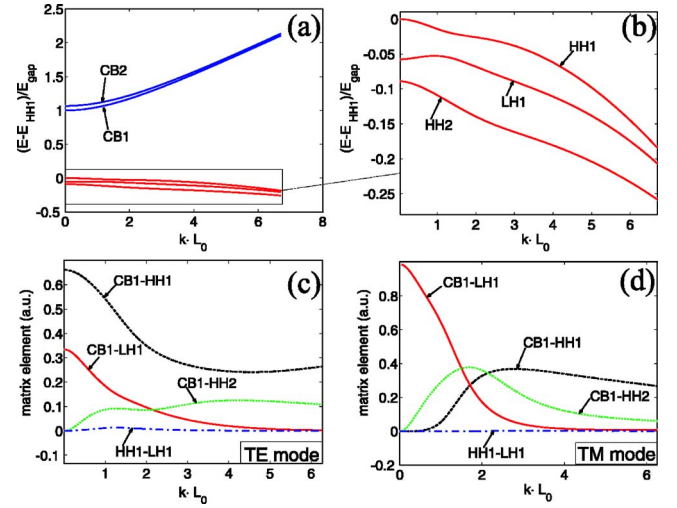 (a)
(E-E_HH1)/E_gap
2.5
2
1.5
1
0.5
0
-0.5
CB2
CB1
0 2 4 6 8
k· L_0
(b)
(E-E_HH1)/E_gap
0
-0.05
-0.1
-0.15
-0.2
-0.25
HH1
LH1
HH2
0 1 2 3 4 5 6
k· L_0
(c)
matrix element (a.u.)
0.6
0.5
0.4
0.3
0.2
0.1
0
-0.1
CB1-HH1
CB1-LH1
CB1-HH2
HH1-LH1
TE mode
1 2 3 4 5 6
k· L_0
(d)
matrix element (a.u.)
0.8
0.6
0.4
0.2
0
0.2
CB1-LH1
CB1-HH1
CB1-HH2
HH1-LH1
TM mode
0 1 2 3 4 5 6
k· L_0